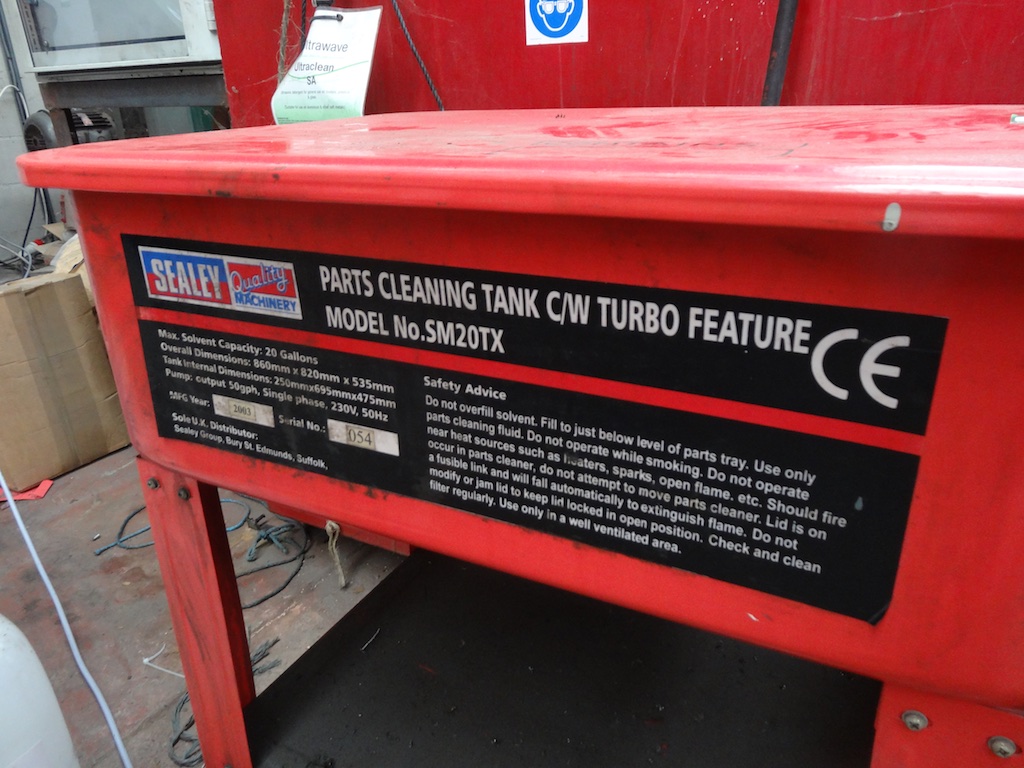 Ultraclean
SA
SEALEY
Quality
MACHINERY
PARTS CLEANING TANK C/W TURBO FEATURE
MODEL No.SM20TX
CE
Max. Solvent Capacity: 20 Gallons
Overall Dimensions: 860mm x 820mm x 535mm
Tank Internal Dimensions: 250mmx695mmx475mm
Pump: output 50gph, Single phase, 230V, 50Hz
MFG Year: 2003 Serial No.: 054
Sole U.K. Distributor:
Sealey Group, Bury St. Edmunds, Suffolk,
Safety Advice
Do not overfill solvent. Fill to just below level of parts tray. Use only
parts cleaning fluid. Do not operate while smoking. Do not operate
near heat sources such as heaters, sparks, open flame. etc. Should fire
occur in parts cleaner, do not attempt to move parts cleaner. Lid is on
a fusible link and will fall automatically to extinguish flame. Do not
modify or jam lid to keep lid locked in open position. Check and clean
filter regularly. Use only in a well ventilated area.